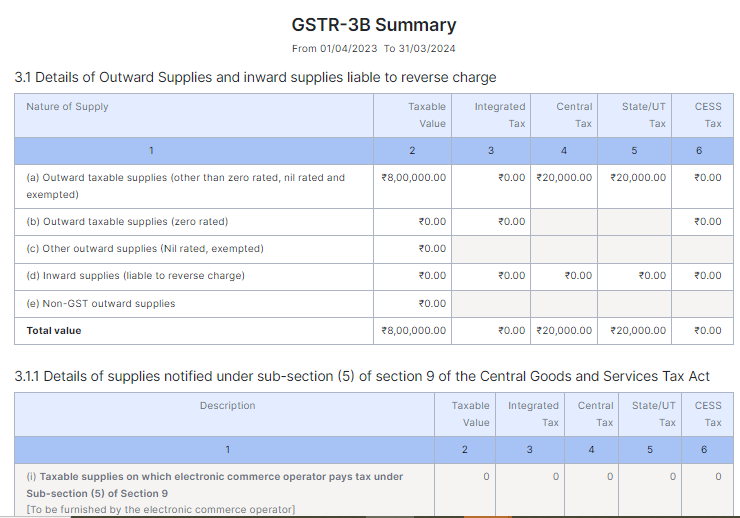 GSTR-3B Summary
From 01/04/2023 To 31/03/2024
3.1 Details of Outward Supplies and inward supplies liable to reverse charge
Nature of Supply Taxable Integrated Central State/UT CESS
Value Tax Tax Tax Tax
1 2 3 4 5 6
(a) Outward taxable supplies (other than zero rated, nil rated and ₹8,00,000.00 ₹0.00 ₹20,000.00 ₹20,000.00 ₹0.00
exempted)
(b) Outward taxable supplies (zero rated) ₹0.00 ₹0.00 ₹0.00
(c) Other outward supplies (Nil rated, exempted) ₹0.00
(d) Inward supplies (liable to reverse charge) ₹0.00 ₹0.00 ₹0.00 ₹0.00 ₹0.00
(e) Non-GST outward supplies ₹0.00
Total value ₹8,00,000.00 ₹0.00 ₹20,000.00 ₹20,000.00 ₹0.00
3.1.1 Details of supplies notified under sub-section (5) of section 9 of the Central Goods and Services Tax Act
Description Taxable Integrated Central State/UT CESS
Value Tax Tax Tax Tax
1 2 3 4 5 6
(i) Taxable supplies on which electronic commerce operator pays tax under 0 0 0 0 0
Sub-section (5) of Section 9
[To be furnished by the electronic commerce operator]